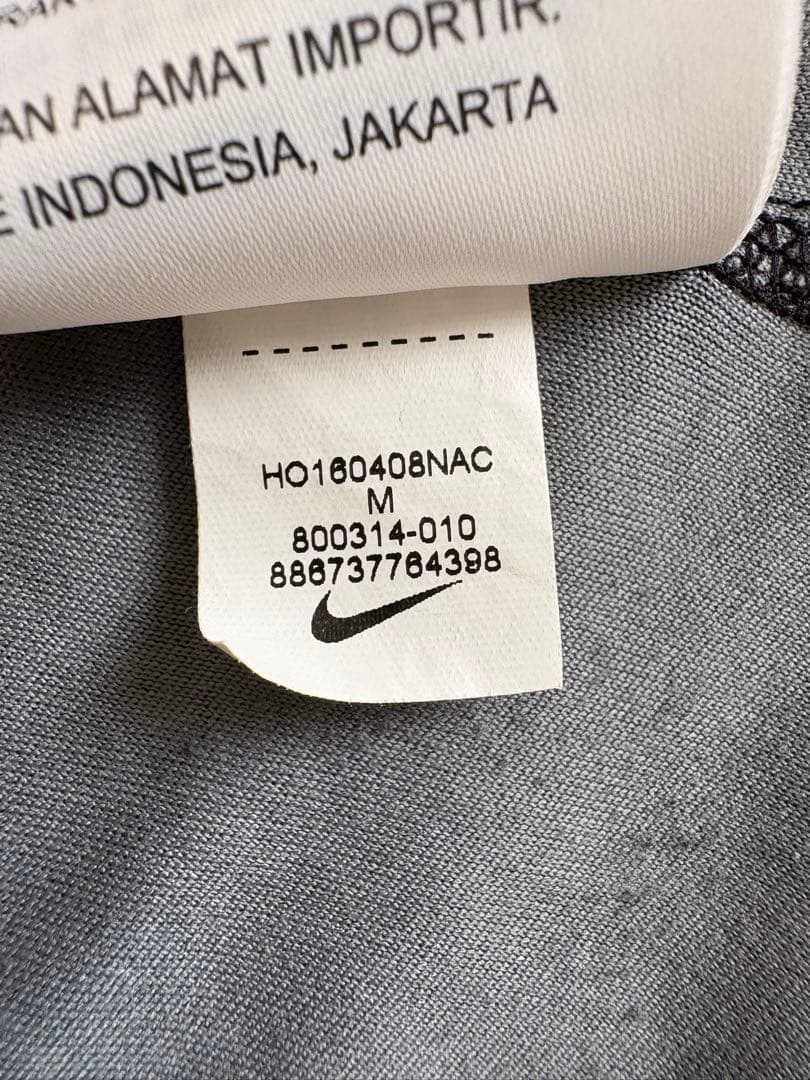 AN ALAMAT IMPORTIR.
INDONESIA, JAKARTA
HO160408NAC
M
800314-010
886737764398